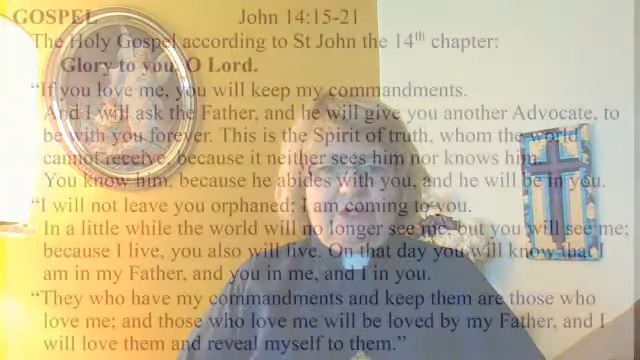 GOSPEL John 14:15-21
The Holy Gospel according to St John the 14th chapter:
Glory to you, O Lord.
“If you love me, you will keep my commandments.
And I will ask the Father, and he will give you another Advocate, to
be with you forever. This is the Spirit of truth, whom the world
cannot receive, because it neither sees him nor knows him.
You know him, because he abides with you, and he will be in you.
“I will not leave you orphaned; I am coming to you.
In a little while the world will no longer see me, but you will see me;
because I live, you also will live. On that day you will know that I
am in my Father, and you in me, and I in you.
“They who have my commandments and keep them are those who
love me; and those who love me will be loved by my Father, and I
will love them and reveal myself to them.”